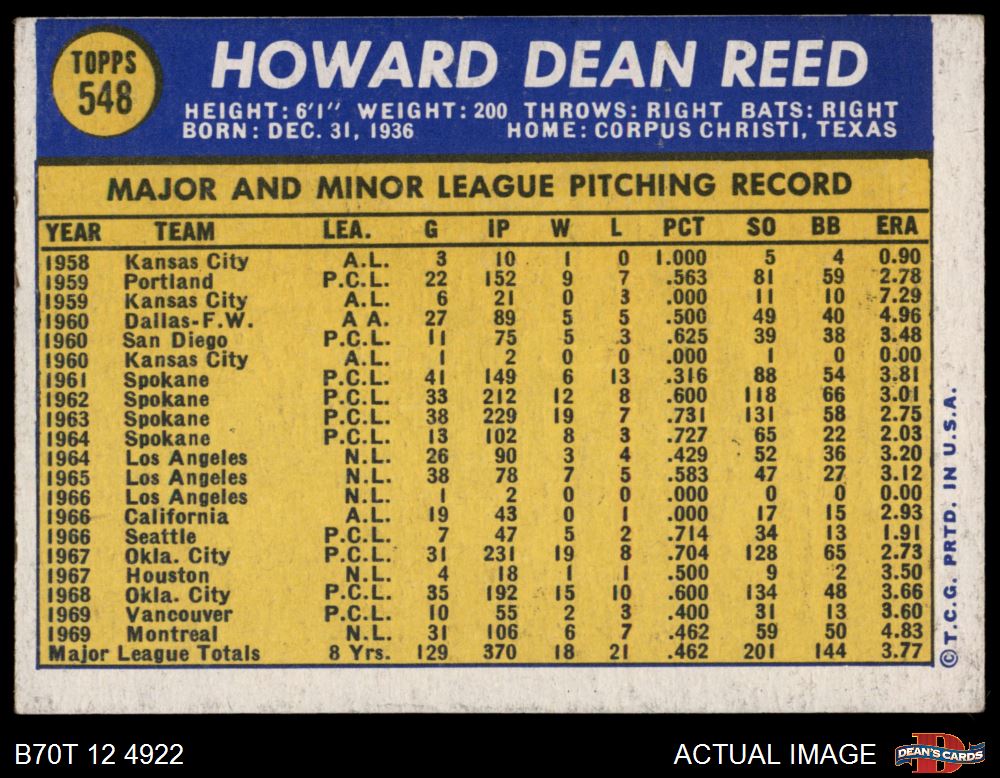 TOPPS
548
HOWARD DEAN REED
HEIGHT: 6'1" WEIGHT: 200 THROWS: RIGHT BATS: RIGHT
BORN: DEC. 31, 1936 HOME: CORPUS CHRISTI, TEXAS
MAJOR AND MINOR LEAGUE PITCHING RECORD
YEAR TEAM LEA. G IP W L PCT SO BB ERA
1958 Kansas City A.L. 3 10 1 0 1.000 5 4 0.90
1959 Portland P.C.L. 22 152 9 7 .563 81 59 2.78
1959 Kansas City A.L. 6 21 0 3 .000 11 10 7.29
1960 Dallas-F.W. A A. 27 89 5 5 .500 49 40 4.96
1960 San Diego P.C.L. 11 75 5 3 .625 39 38 3.48
1960 Kansas City A.L. 1 2 0 0 .000 1 0 0.00
1961 Spokane P.C.L. 41 149 6 13 .316 88 54 3.81
1962 Spokane P.C.L. 33 212 12 8 .600 118 66 3.01
1963 Spokane P.C.L. 38 229 19 7 .731 131 58 2.75
1964 Spokane P.C.L. 13 102 8 3 .727 65 22 2.03
1964 Los Angeles N.L. 26 90 3 4 .429 52 36 3.20
1965 Los Angeles N.L. 38 78 7 5 .583 47 27 3.12
1966 Los Angeles N.L. 1 2 0 0 .000 0 0 0.00
1966 California A.L. 19 43 0 1 .000 17 15 2.93
1966 Seattle P.C.L. 7 47 5 2 .714 34 13 1.91
1967 Okla. City P.C.L. 31 231 19 8 .704 128 65 2.73
1967 Houston N.L. 4 18 1 1 .500 9 2 3.50
1968 Okla. City P.C.L. 35 192 15 10 .600 134 48 3.66
1969 Vancouver P.C.L. 10 55 2 3 .400 31 13 3.60
1969 Montreal N.L. 31 106 6 7 .462 59 50 4.83
Major League Totals 8 Yrs. 129 370 18 21 .462 201 144 3.77
©T.C.G. PRTD. IN U.S.A.
B70T 12 4922
ACTUAL IMAGE
D
DEAN'S CARDS